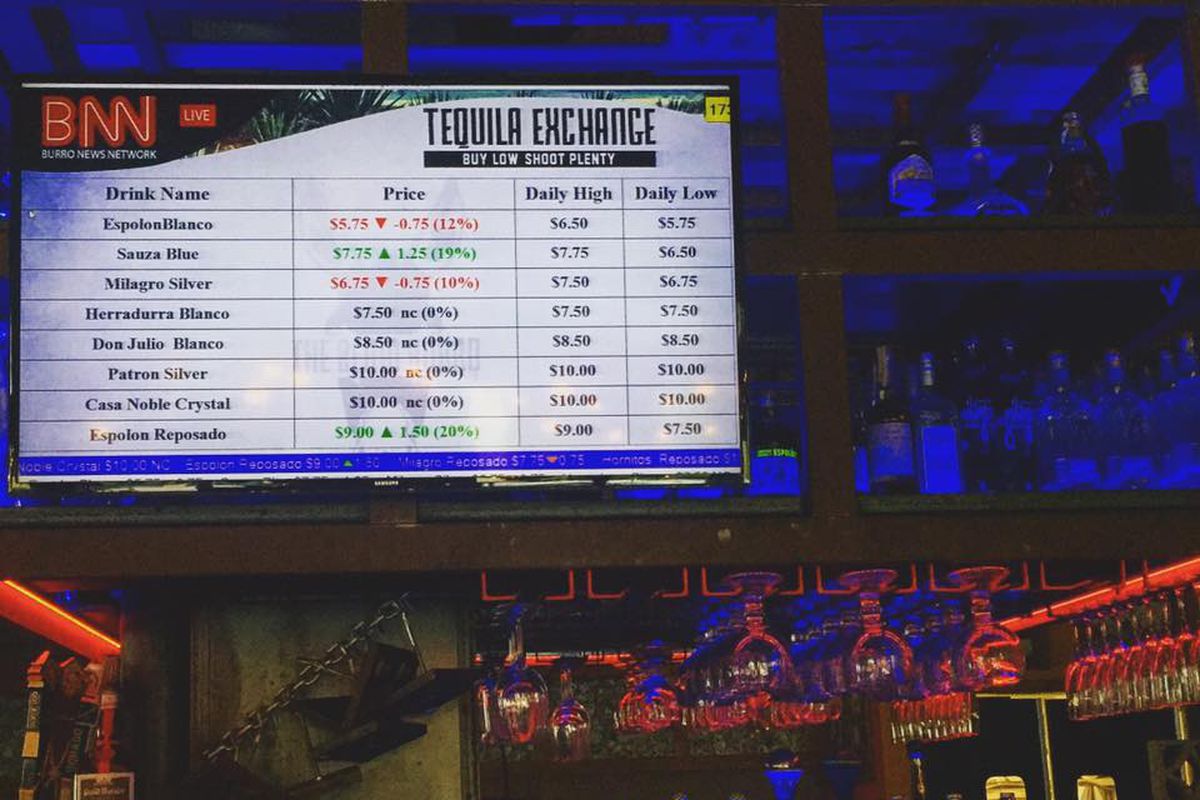 BNN LIVE
BURRO NEWS NETWORK
TEQUILA EXCHANGE
BUY LOW SHOOT PLENTY
173
Drink Name Price Daily High Daily Low
EspolonBlanco $5.75 ▼ -0.75 (12%) $6.50 $5.75
Sauza Blue $7.75 ▲ 1.25 (19%) $7.75 $6.50
Milagro Silver $6.75 ▼ -0.75 (10%) $7.50 $6.75
Herradurra Blanco $7.50 nc (0%) $7.50 $7.50
Don Julio Blanco $8.50 nc (0%) $8.50 $8.50
Patron Silver $10.00 nc (0%) $10.00 $10.00
Casa Noble Crystal $10.00 nc (0%) $10.00 $10.00
Espolon Reposado $9.00 ▲ 1.50 (20%) $9.00 $7.50
Noble Crystal $10.00 NC Espolon Reposado $9.00 ▲ 1.50 Milagro Reposado $7.75 ▼ 0.75 Hornitos Reposado
SAMSUNG